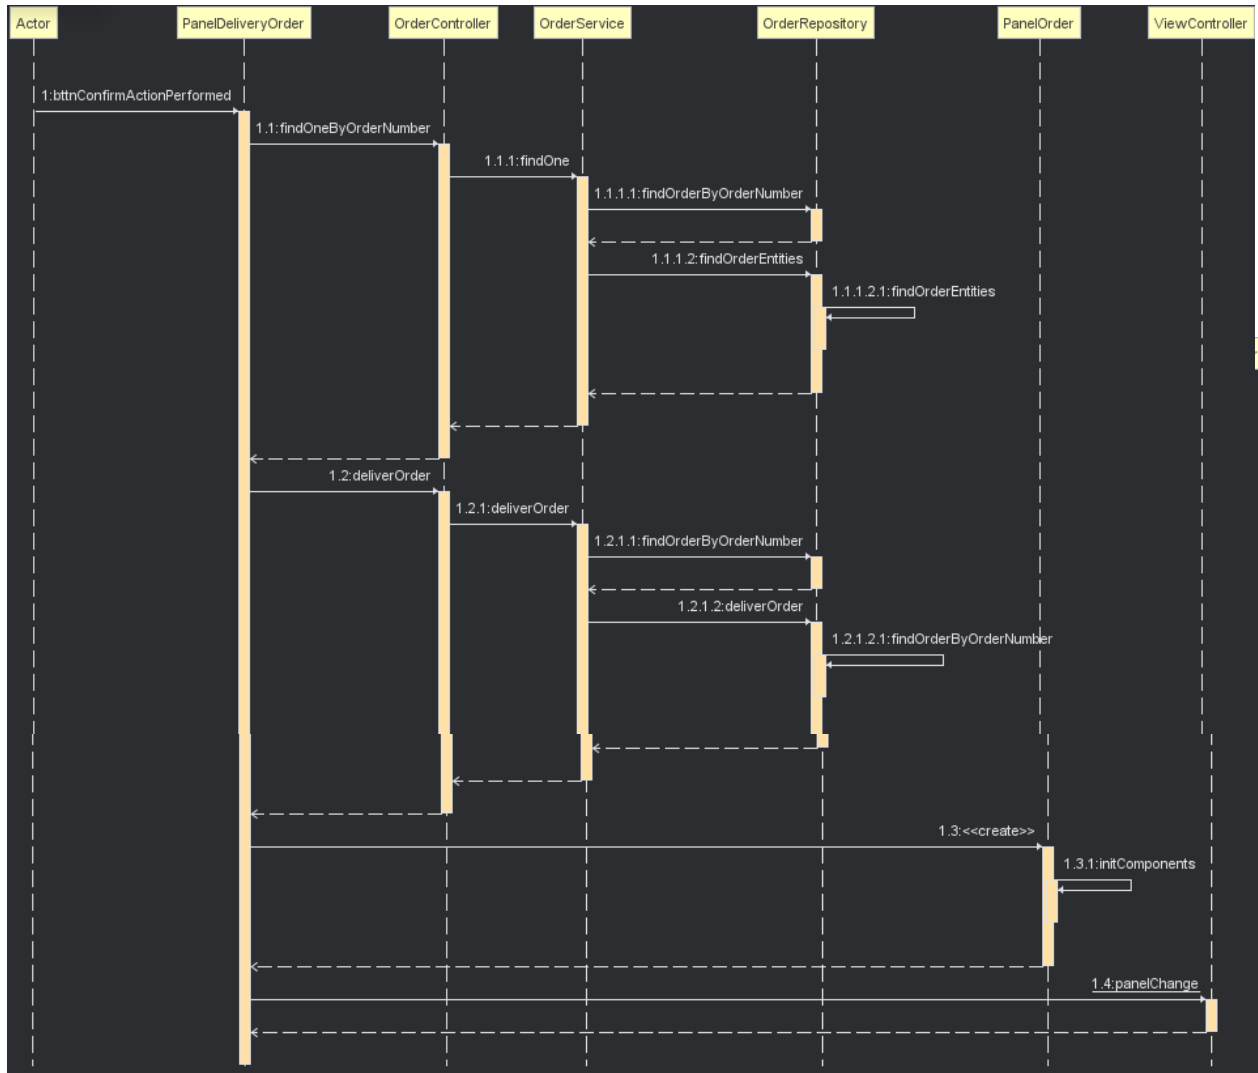 Actor
PanelDeliveryOrder
OrderController
OrderService
OrderRepository
PanelOrder
ViewController
1:bttnConfirmActionPerformed
1.1:findOneByOrderNumber
1.1.1:findOne
1.1.1.1:findOrderByOrderNumber
1.1.1.2:findOrderEntities
1.1.1.2.1:findOrderEntities
1.2:deliverOrder
1.2.1:deliverOrder
1.2.1.1:findOrderByOrderNumber
1.2.1.2:deliverOrder
1.2.1.2.1:findOrderByOrderNumber
1.3:<<create>>
1.3.1:initComponents
1.4:panelChange